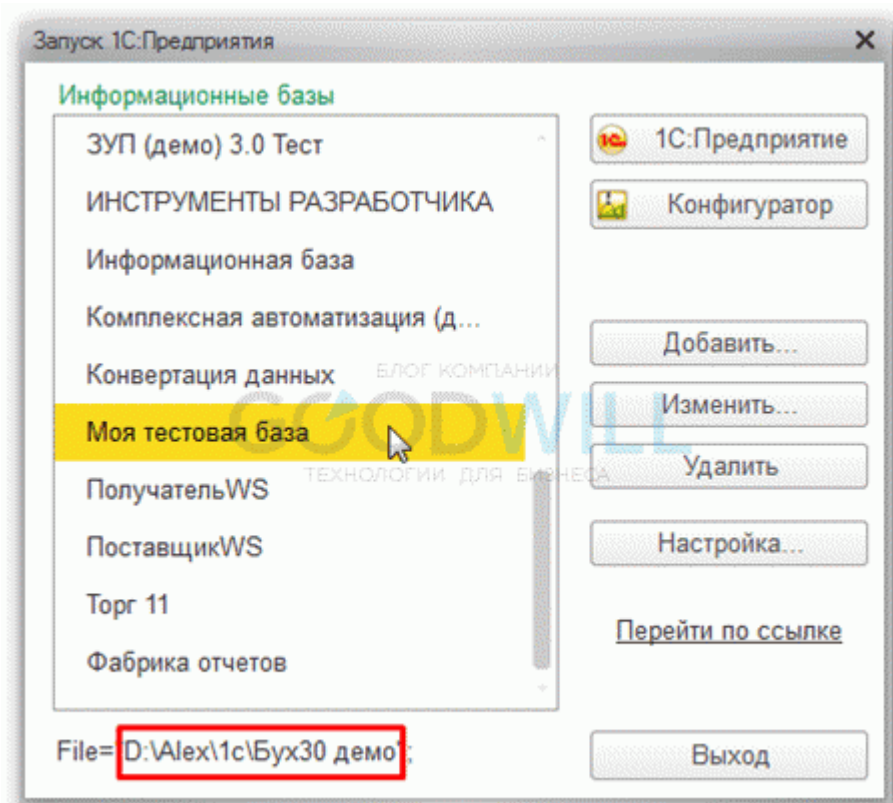 Запуск 1С:Предприятия
Информационные базы
ЗУП (демо) 3.0 Тест
ИНСТРУМЕНТЫ РАЗРАБОТЧИКА
Информационная база
Комплексная автоматизация (д...
Конвертация данных
Моя тестовая база
ПолучательWS
ПоставщикWS
Торг 11
Фабрика отчетов
File="D:\Alex\1c\Бух30 демо";
1С:Предприятие
Конфигуратор
Добавить...
Изменить...
Удалить
Настройка...
Перейти по ссылке
Выход
БЛОГ КОМПАНИИ
GOODWILL
ТЕХНОЛОГИИ ДЛЯ БИЗНЕСА